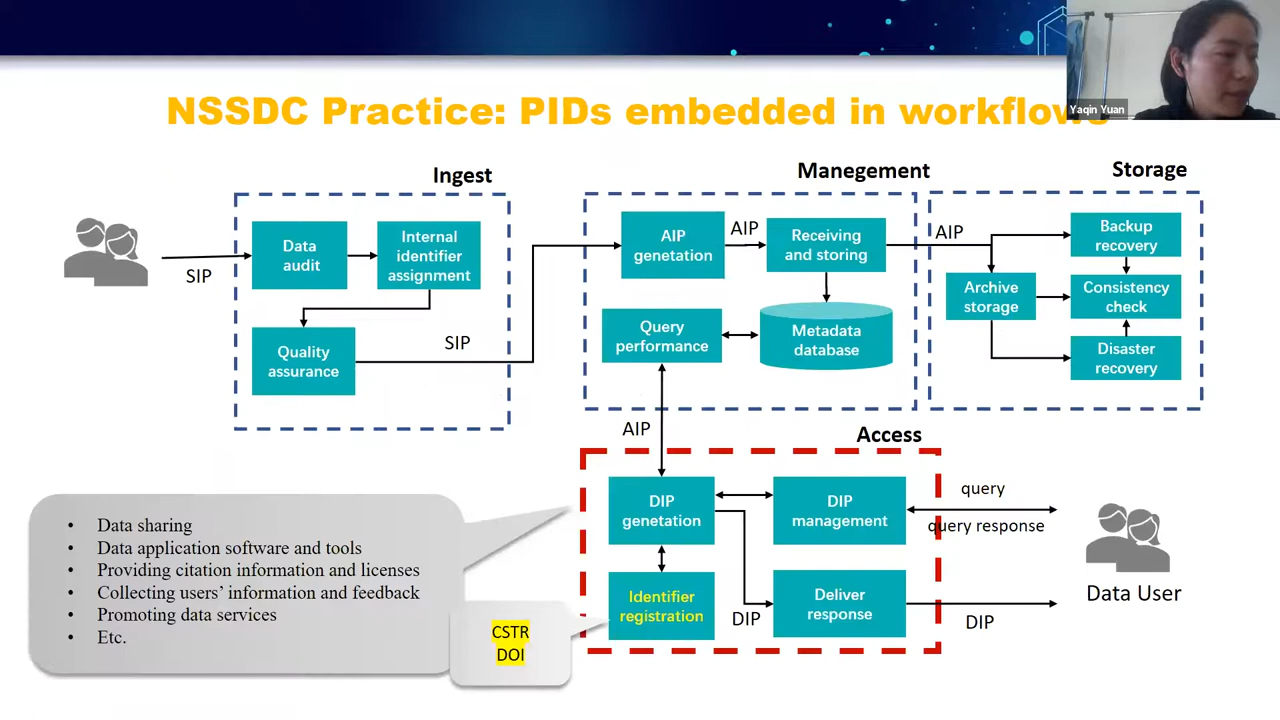 NSSDC Practice: PIDs embedded in workflows
Yaqin Yuan
Ingest
Manegement
Storage
SIP
Data
audit
Internal
identifier
assignment
Quality
assurance
SIP
AIP
genetation
AIP
Receiving
and storing
Query
performance
Metadata
database
AIP
Archive
storage
Backup
recovery
Consistency
check
Disaster
recovery
AIP
Access
DIP
genetation
DIP
management
Identifier
registration
DIP
Deliver
response
query
query response
DIP
Data User
• Data sharing
• Data application software and tools
• Providing citation information and licenses
• Collecting users’ information and feedback
• Promoting data services
• Etc.
CSTR
DOI